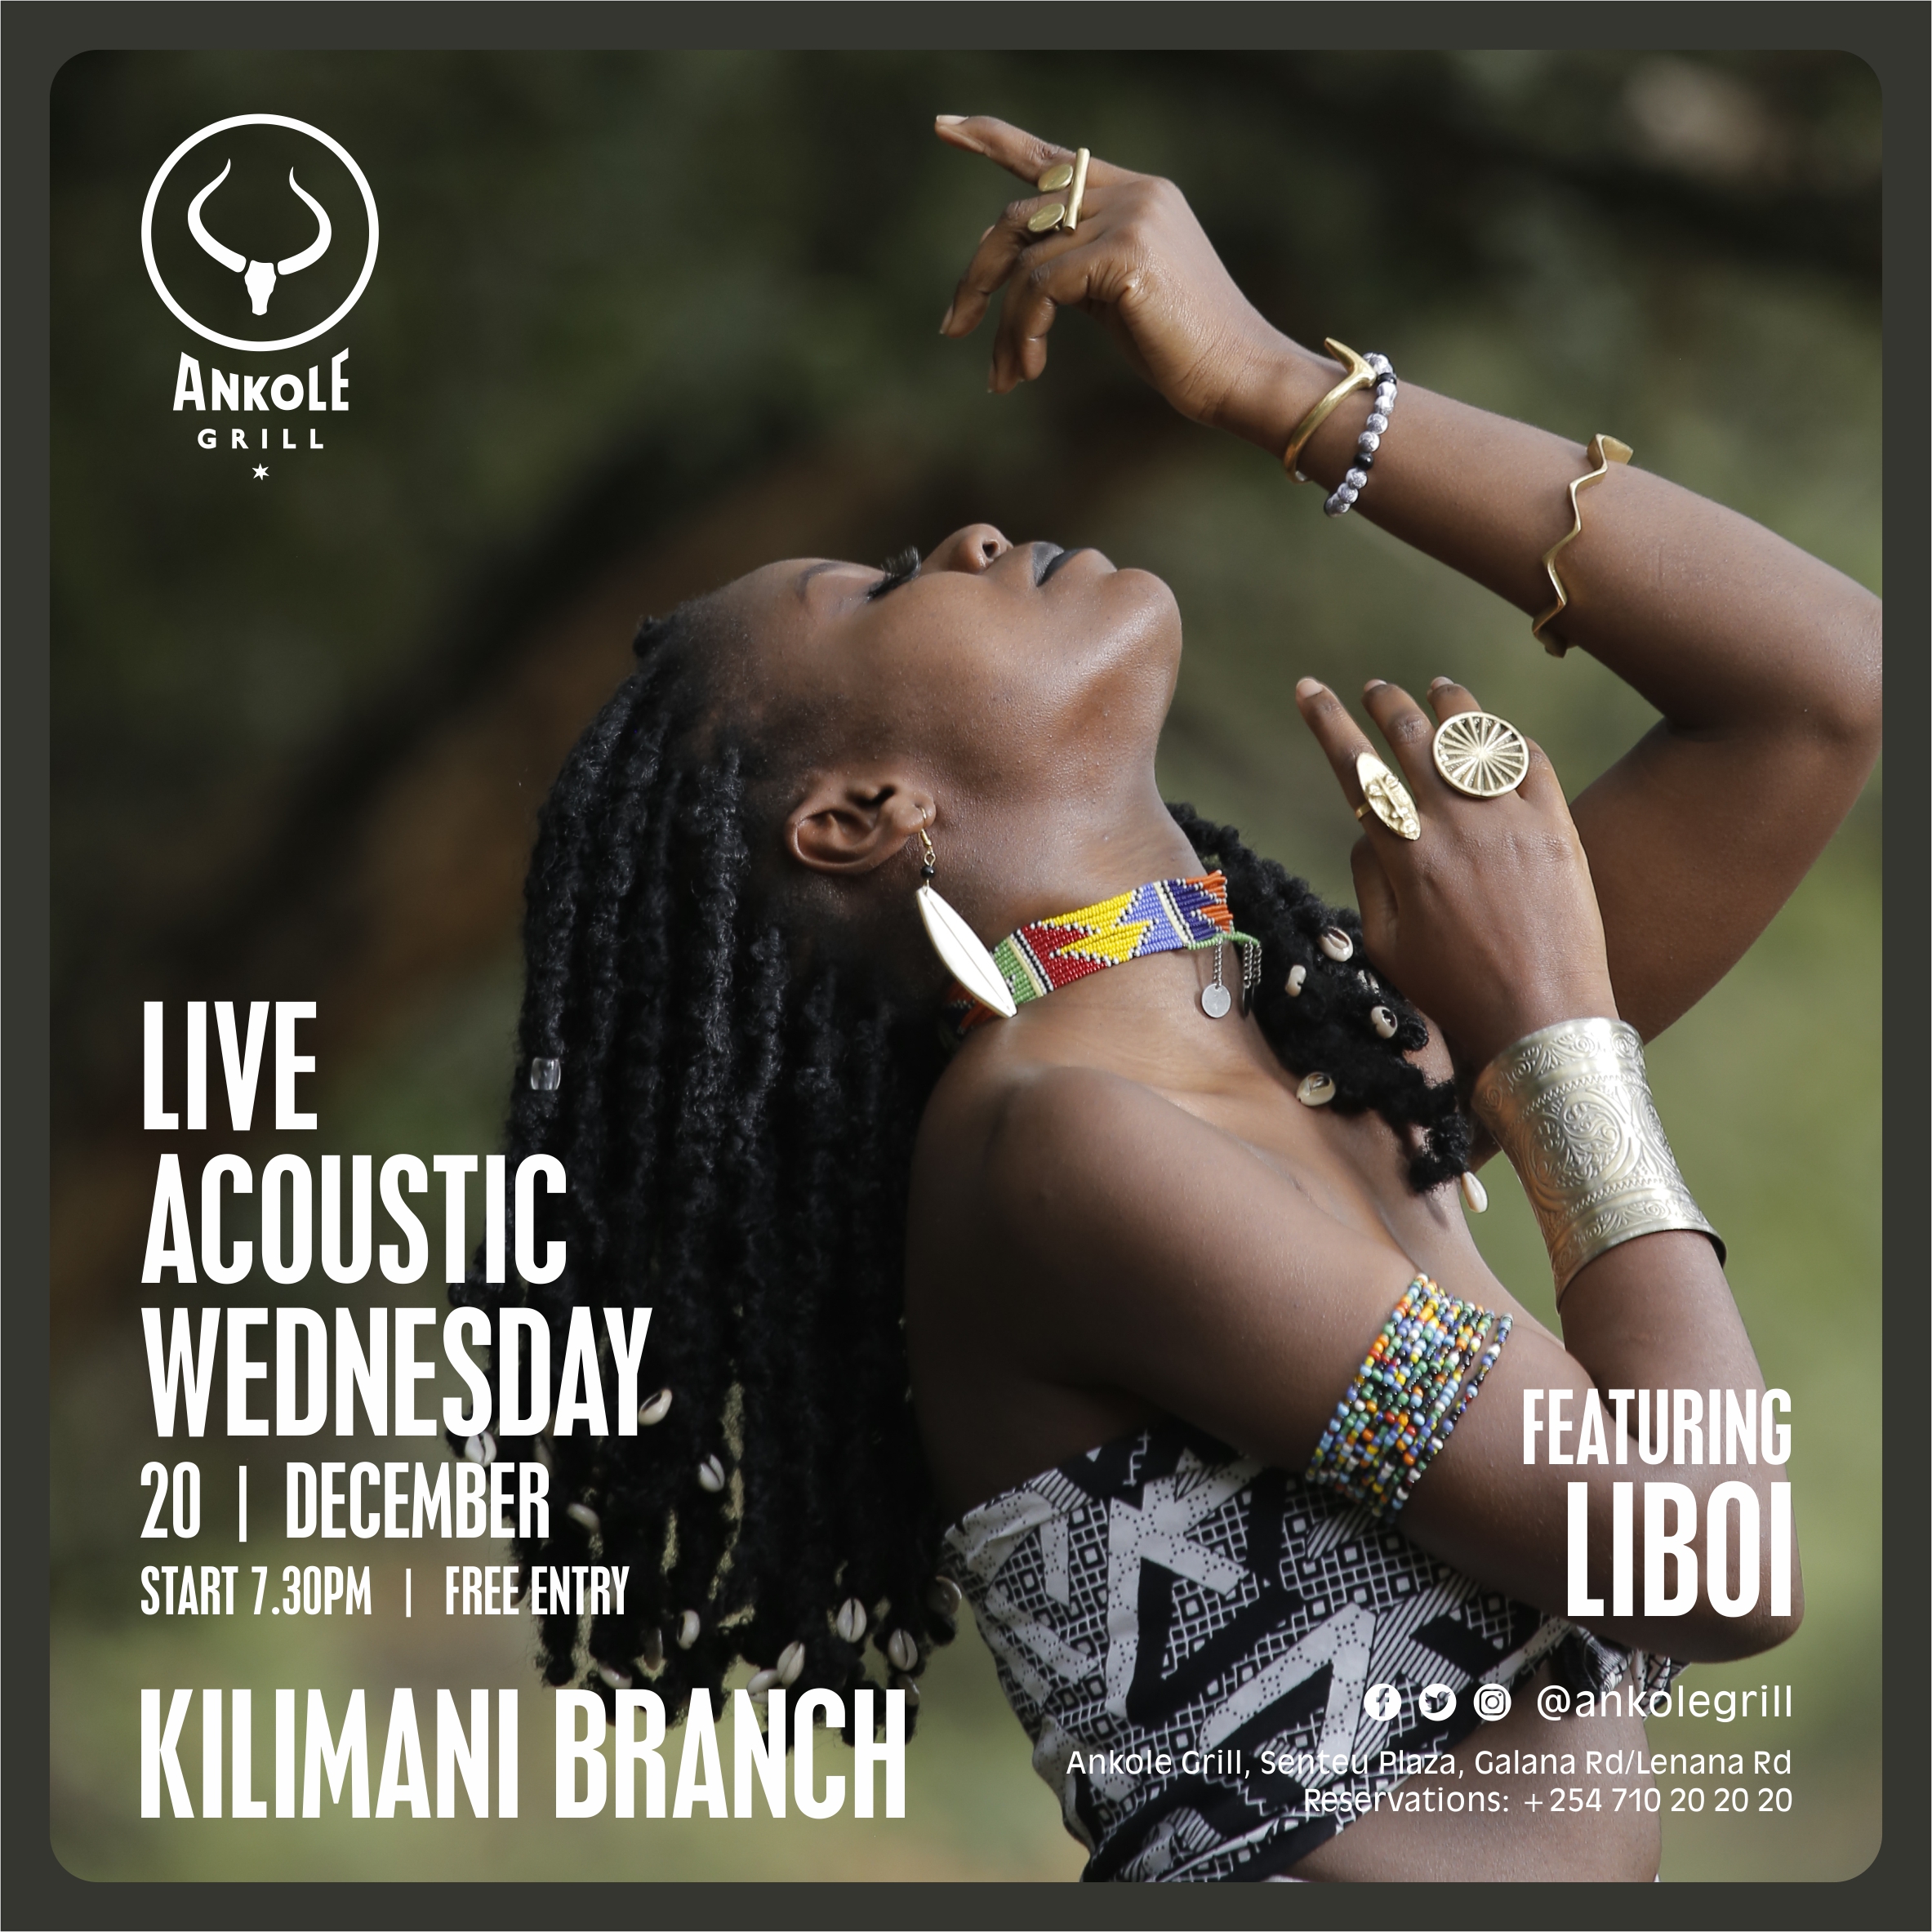 ANKOLE
GRILL
LIVE
ACOUSTIC
WEDNESDAY
20 | DECEMBER
START 7.30PM | FREE ENTRY
KILIMANI BRANCH
FEATURING
LIBOI
@ankolegrill
Ankole Grill, Senteu Plaza, Galana Rd/Lenana Rd
Reservations: +254 710 20 20 20